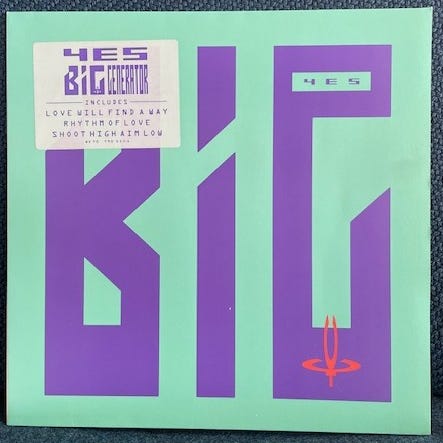 YES
BiG GENERATOR
INCLUDES
LOVE WILL FIND A WAY
RHYTHM OF LOVE
SHOOT HIGH AIM LOW
YES
BiG